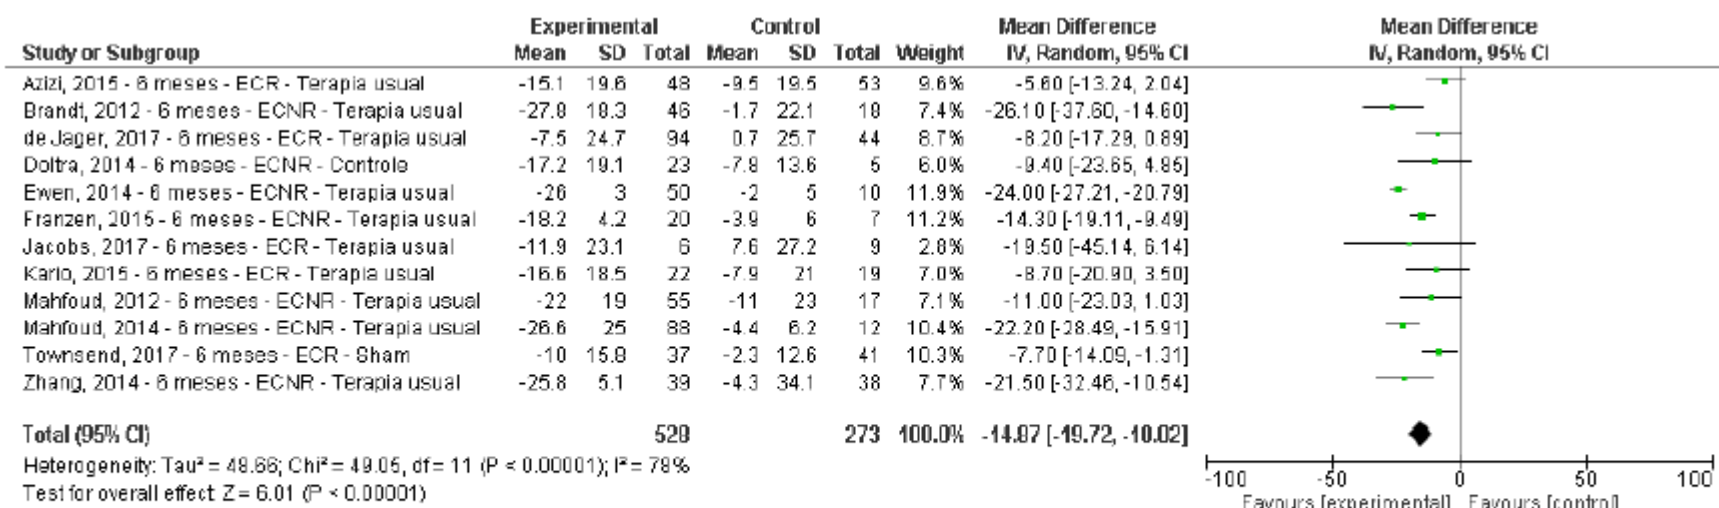 Experimental Control Mean Difference Mean Difference
Study or Subgroup Mean SD Total Mean SD Total Weight IV, Random, 95% CI IV, Random, 95% CI
Azizi, 2015 - 6 meses - ECR - Terapia usual -15.1 19.6 48 -9.5 19.5 53 9.6% -5.60 [-13.24, 2.04]
Brandt, 2012 - 6 meses - ECNR - Terapia usual -27.8 18.3 46 -1.7 22.1 18 7.4% -26.10 [-37.60, -14.60]
de Jager, 2017 - 6 meses - ECR - Terapia usual -7.5 24.7 94 0.7 25.7 44 8.7% -8.20 [-17.29, 0.89]
Doltra, 2014 - 6 meses - ECNR - Controle -17.2 19.1 23 -7.8 13.6 5 6.0% -9.40 [-23.65, 4.85]
Ewen, 2014 - 6 meses - ECNR - Terapia usual -26 3 50 -2 5 10 11.9% -24.00 [-27.21, -20.79]
Franzen, 2015 - 6 meses - ECNR - Terapia usual -18.2 4.2 20 -3.9 6 7 11.2% -14.30 [-19.11, -9.49]
Jacobs, 2017 - 6 meses - ECR - Terapia usual -11.9 23.1 6 7.6 27.2 9 2.8% -19.50 [-45.14, 6.14]
Kario, 2015 - 6 meses - ECR - Terapia usual -16.6 18.5 22 -7.9 21 19 7.0% -8.70 [-20.90, 3.50]
Mahfoud, 2012 - 6 meses - ECNR - Terapia usual -22 19 55 -11 23 17 7.1% -11.00 [-23.03, 1.03]
Mahfoud, 2014 - 6 meses - ECNR - Terapia usual -26.6 25 88 -4.4 6.2 12 10.4% -22.20 [-28.49, -15.91]
Townsend, 2017 - 6 meses - ECR - Sham -10 15.8 37 -2.3 12.6 41 10.3% -7.70 [-14.09, -1.31]
Zhang, 2014 - 6 meses - ECNR - Terapia usual -25.8 5.1 39 -4.3 34.1 38 7.7% -21.50 [-32.46, -10.54]
Total (95% CI) 528 273 100.0% -14.87 [-19.72, -10.02]
Heterogeneity: Tau² = 48.66; Chi² = 49.05, df = 11 (P < 0.00001); I² = 78%
Test for overall effect: Z = 6.01 (P < 0.00001)
-100 -50 0 50 100
Favours [experimental] Favours [control]